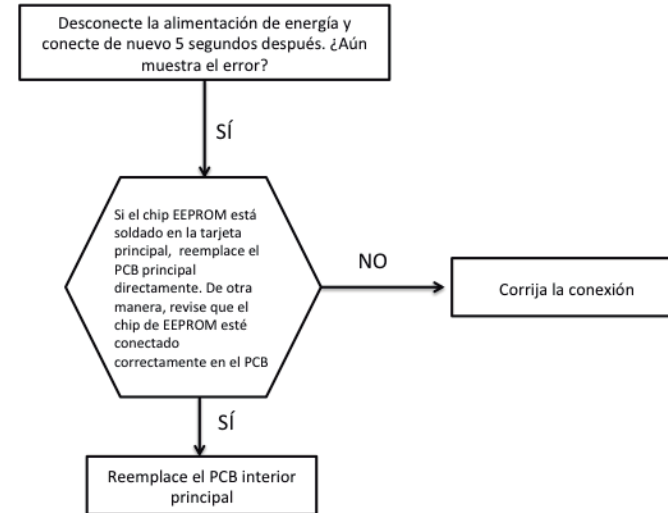 Desconecte la alimentación de energía y
conecte de nuevo 5 segundos después. ¿Aún
muestra el error?
SÍ
Si el chip EEPROM está
soldado en la tarjeta
principal, reemplace el
PCB principal
directamente. De otra
manera, revise que el
chip de EEPROM esté
conectado
correctamente en el PCB
NO
Corrija la conexión
SÍ
Reemplace el PCB interior
principal